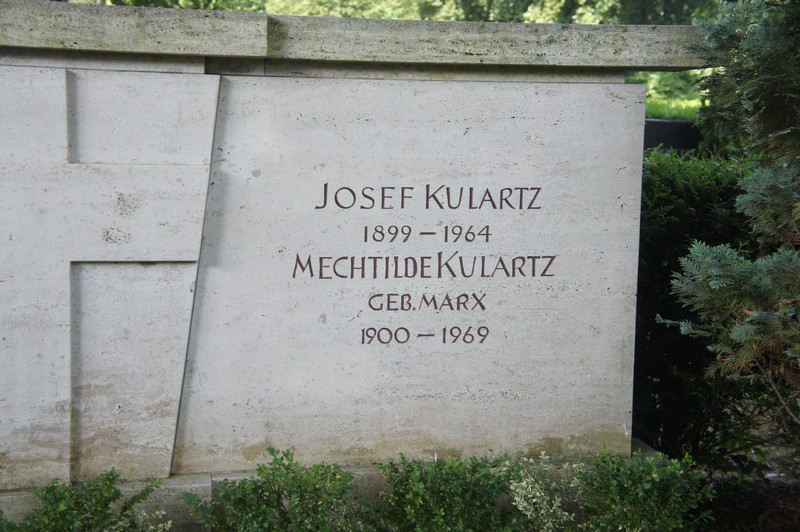 JOSEF KULARTZ
1899 – 1964
MECHTILDE KULARTZ
GEB. MARX
1900 – 1969